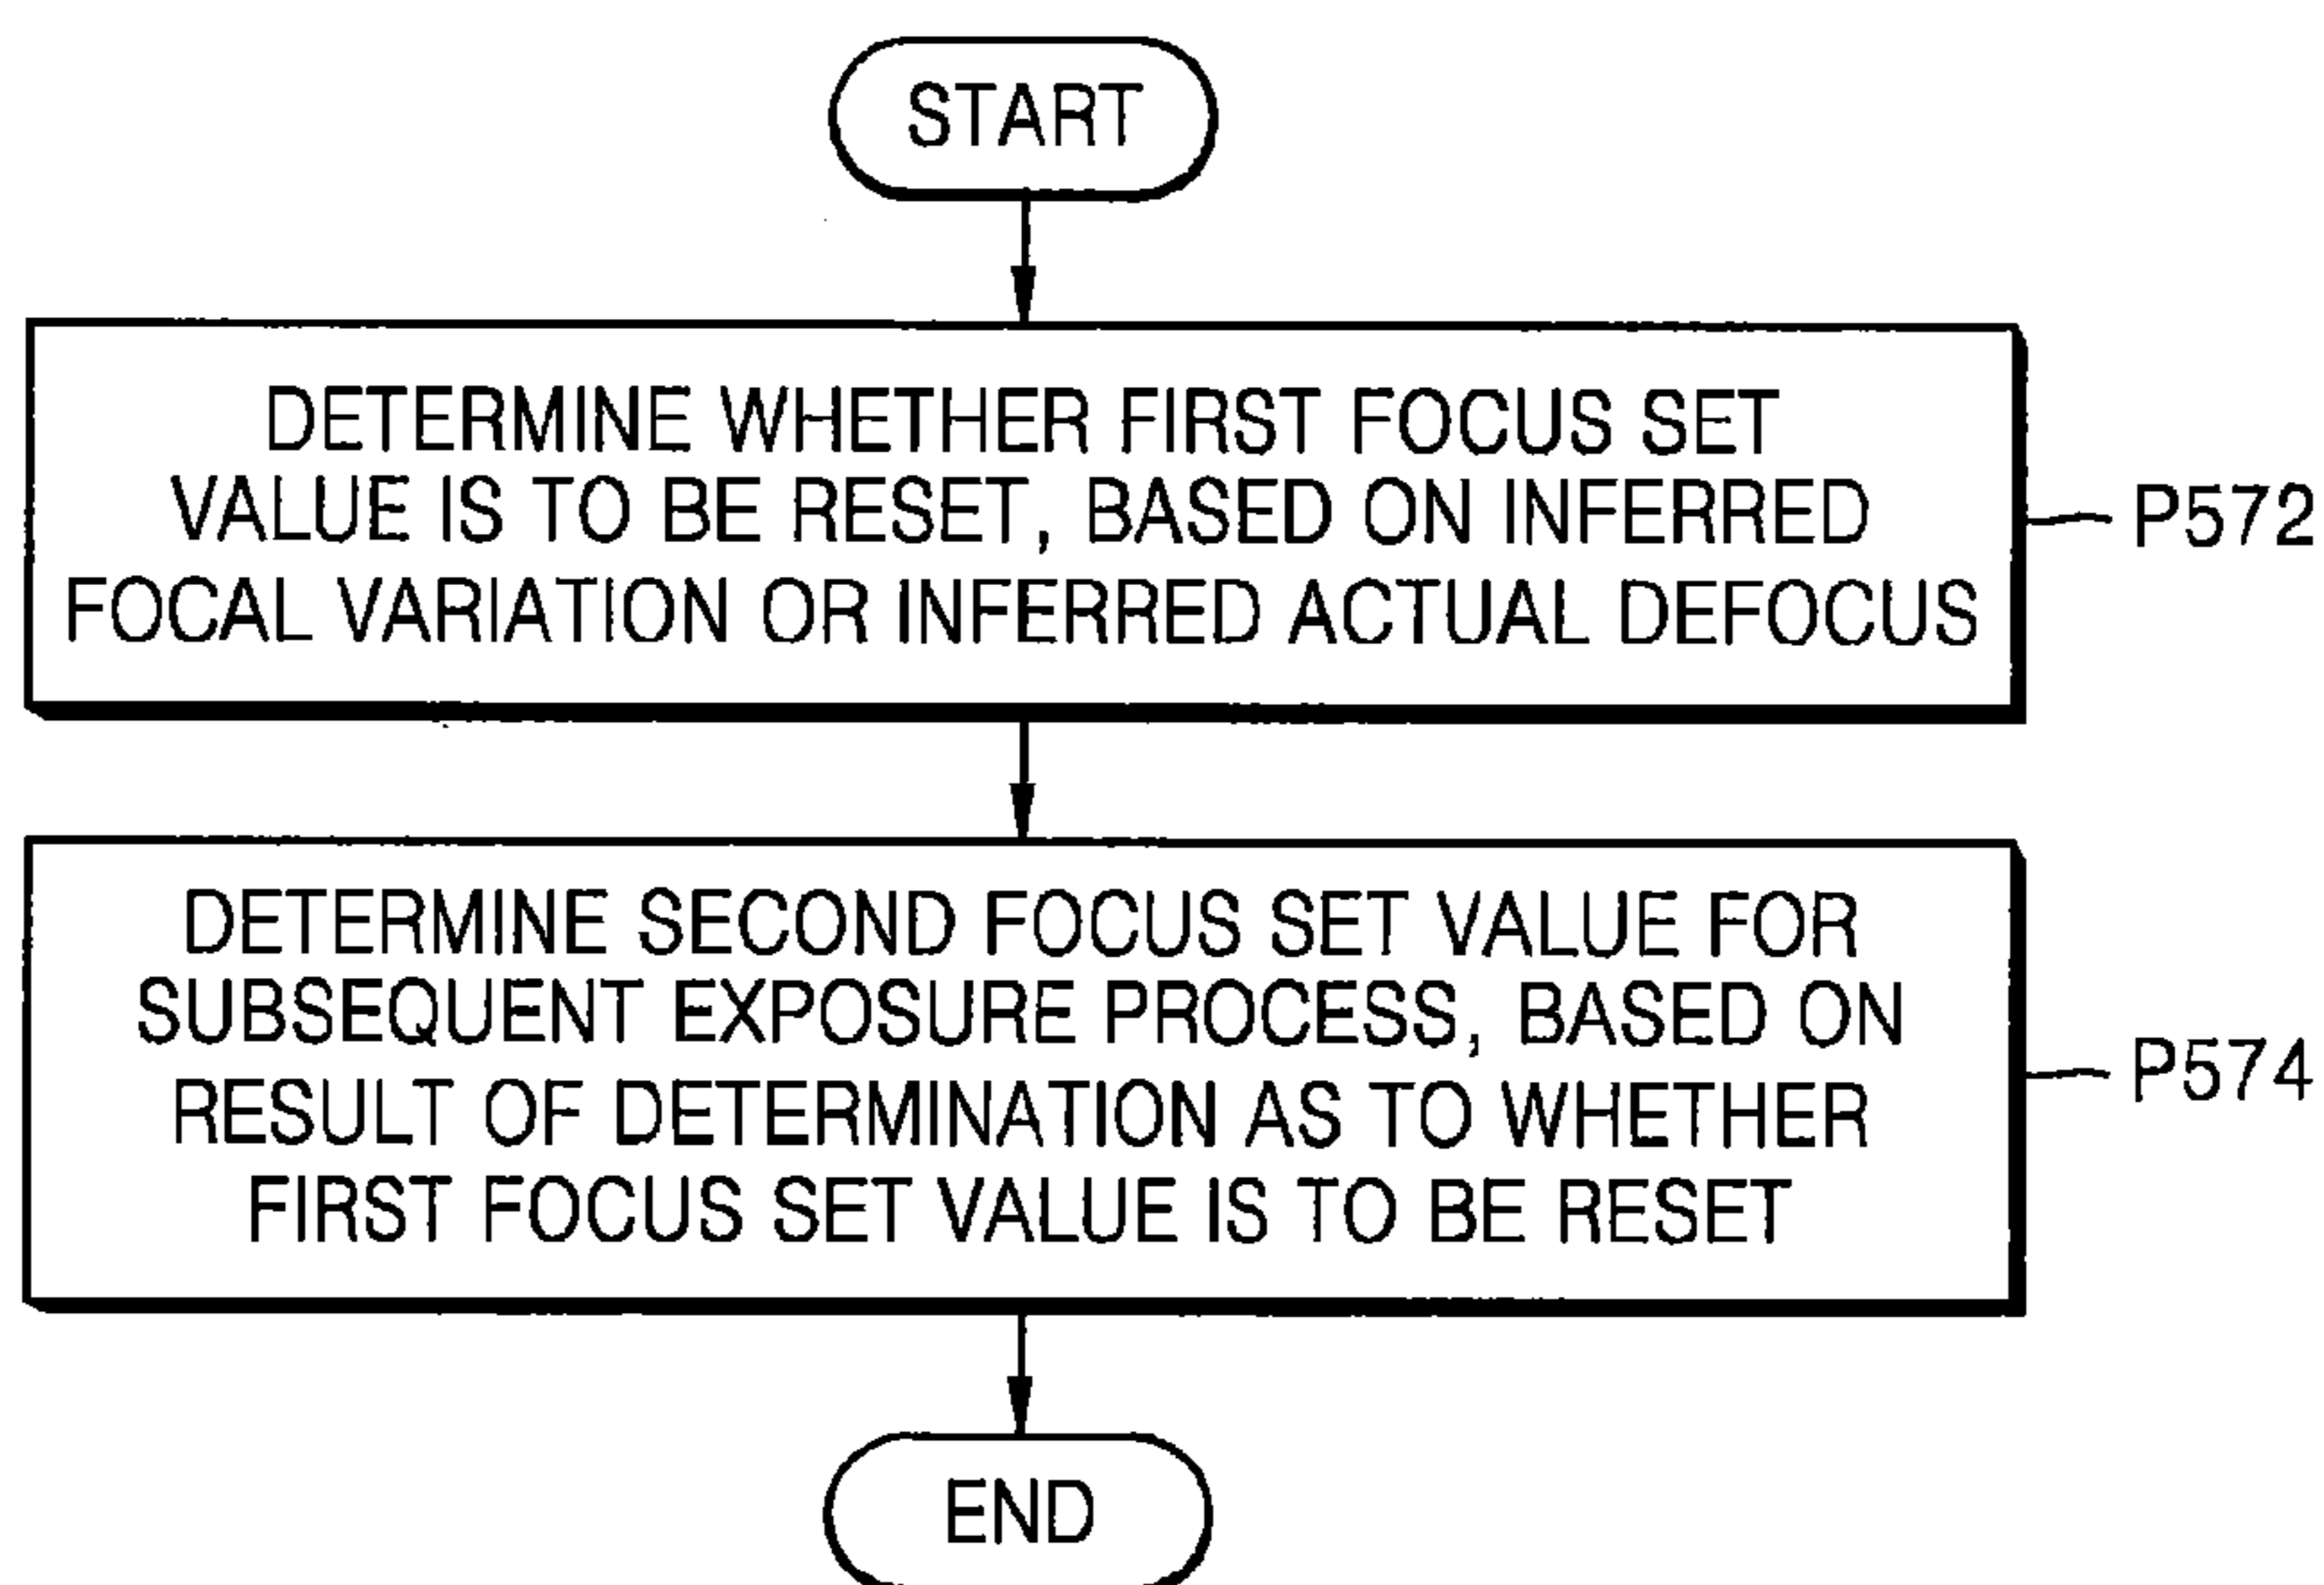 START
DETERMINE WHETHER FIRST FOCUS SET
VALUE IS TO BE RESET, BASED ON INFERRED
FOCAL VARIATION OR INFERRED ACTUAL DEFOCUS
P572
DETERMINE SECOND FOCUS SET VALUE FOR
SUBSEQUENT EXPOSURE PROCESS, BASED ON
RESULT OF DETERMINATION AS TO WHETHER
FIRST FOCUS SET VALUE IS TO BE RESET
P574
END